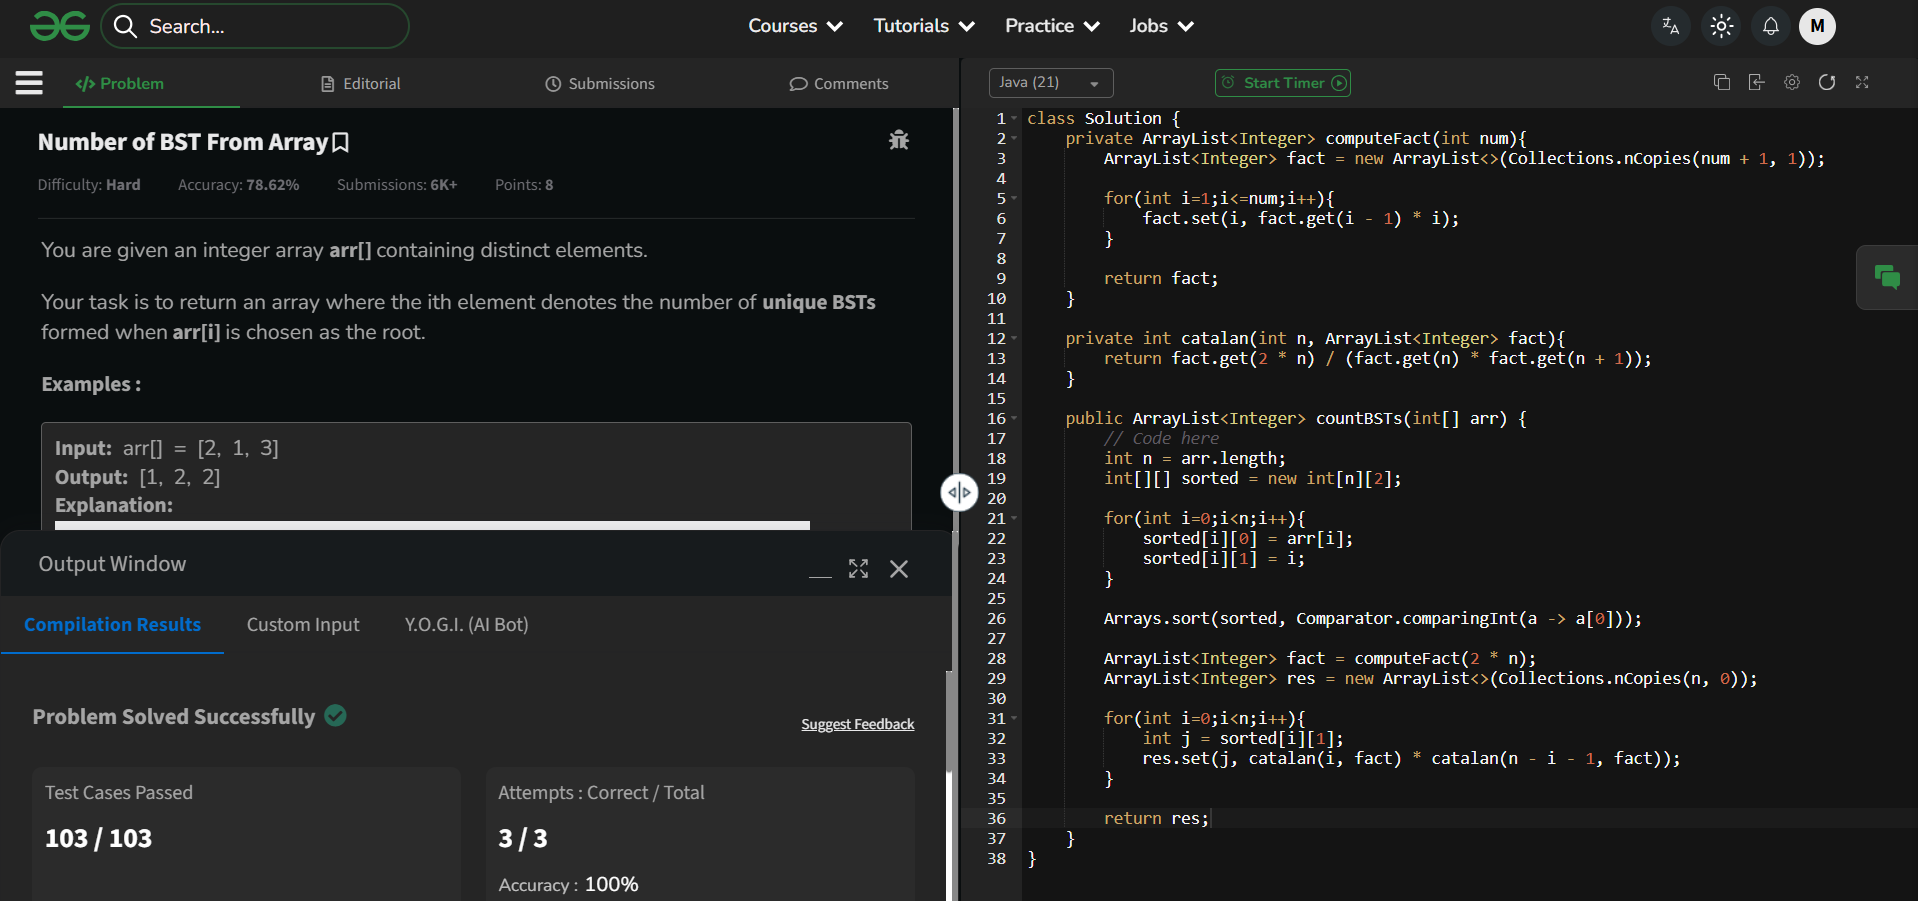 Search...
Courses
Tutorials
Practice
Jobs
M
Problem
Editorial
Submissions
Comments
Java (21)
Start Timer
Number of BST From Array
Difficulty: Hard
Accuracy: 78.62%
Submissions: 6K+
Points: 8
You are given an integer array arr[] containing distinct elements.
Your task is to return an array where the ith element denotes the number of unique BSTs
formed when arr[i] is chosen as the root.
Examples :
Input: arr[] = [2, 1, 3]
Output: [1, 2, 2]
Explanation:
Output Window
Compilation Results
Custom Input
Y.O.G.I. (AI Bot)
Problem Solved Successfully
Suggest Feedback
Test Cases Passed
103 / 103
Attempts : Correct / Total
3 / 3
Accuracy : 100%
1 class Solution {
2     private ArrayList<Integer> computeFact(int num){
3         ArrayList<Integer> fact = new ArrayList<>(Collections.nCopies(num + 1, 1));
4
5         for(int i=1;i<=num;i++){
6             fact.set(i, fact.get(i - 1) * i);
7         }
8
9         return fact;
10     }
11
12     private int catalan(int n, ArrayList<Integer> fact){
13         return fact.get(2 * n) / (fact.get(n) * fact.get(n + 1));
14     }
15
16     public ArrayList<Integer> countBSTs(int[] arr) {
17         // Code here
18         int n = arr.length;
19         int[][] sorted = new int[n][2];
20
21         for(int i=0;i<n;i++){
22             sorted[i][0] = arr[i];
23             sorted[i][1] = i;
24         }
25
26         Arrays.sort(sorted, Comparator.comparingInt(a -> a[0]));
27
28         ArrayList<Integer> fact = computeFact(2 * n);
29         ArrayList<Integer> res = new ArrayList<>(Collections.nCopies(n, 0));
30
31         for(int i=0;i<n;i++){
32             int j = sorted[i][1];
33             res.set(j, catalan(i, fact) * catalan(n - i - 1, fact));
34         }
35
36         return res;
37     }
38 }